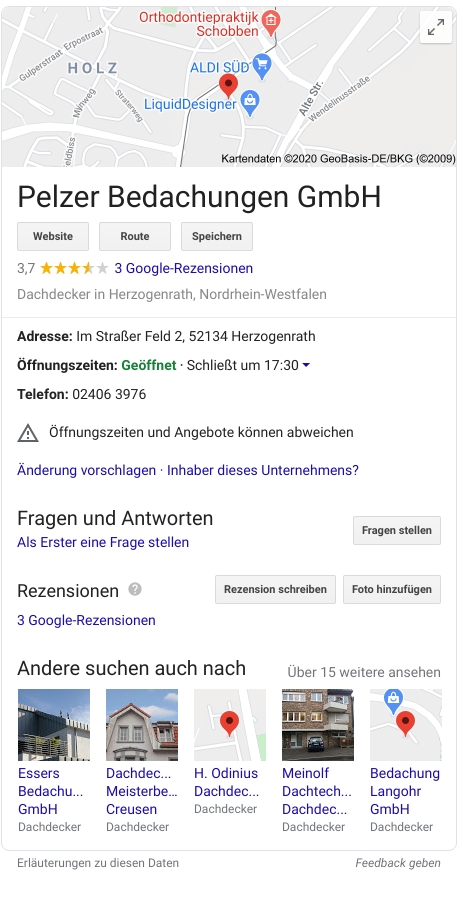 Orthodontiepraktijk
Schobben
Gulperstraat
Erpostraat
HOLZ
ALDI SÜD
LiquidDesigner
Alte Str.
Wendelinusstraße
Kartendaten ©2020 GeoBasis-DE/BKG (©2009)
Pelzer Bedachungen GmbH
Website Route Speichern
3,7 3 Google-Rezensionen
Dachdecker in Herzogenrath, Nordrhein-Westfalen
Adresse: Im Straßer Feld 2, 52134 Herzogenrath
Öffnungszeiten: Geöffnet · Schließt um 17:30
Telefon: 02406 3976
Öffnungszeiten und Angebote können abweichen
Änderung vorschlagen · Inhaber dieses Unternehmens?
Fragen und Antworten
Fragen stellen
Als Erster eine Frage stellen
Rezensionen ? Rezension schreiben Foto hinzufügen
3 Google-Rezensionen
Andere suchen auch nach Über 15 weitere ansehen
Essers
Bedachu...
GmbH
Dachdecker
Dachdec...
Meisterbe...
Creusen
Dachdecker
H. Odinius
Dachdec...
Dachdecker
Meinolf
Dachtech...
Dachdec...
Dachdecker
Bedachung
Langohr
GmbH
Dachdecker
Erläuterungen zu diesen Daten Feedback geben